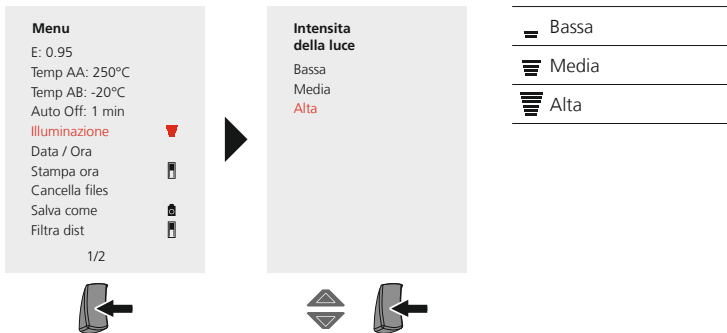 Menu
E: 0.95
Temp AA: 250°C
Temp AB: -20°C
Auto Off: 1 min
Illuminazione
Data / Ora
Stampa ora
Cancella files
Salva come
Filtra dist
1/2
Intensita
della luce
Bassa
Media
Alta
Bassa
Media
Alta